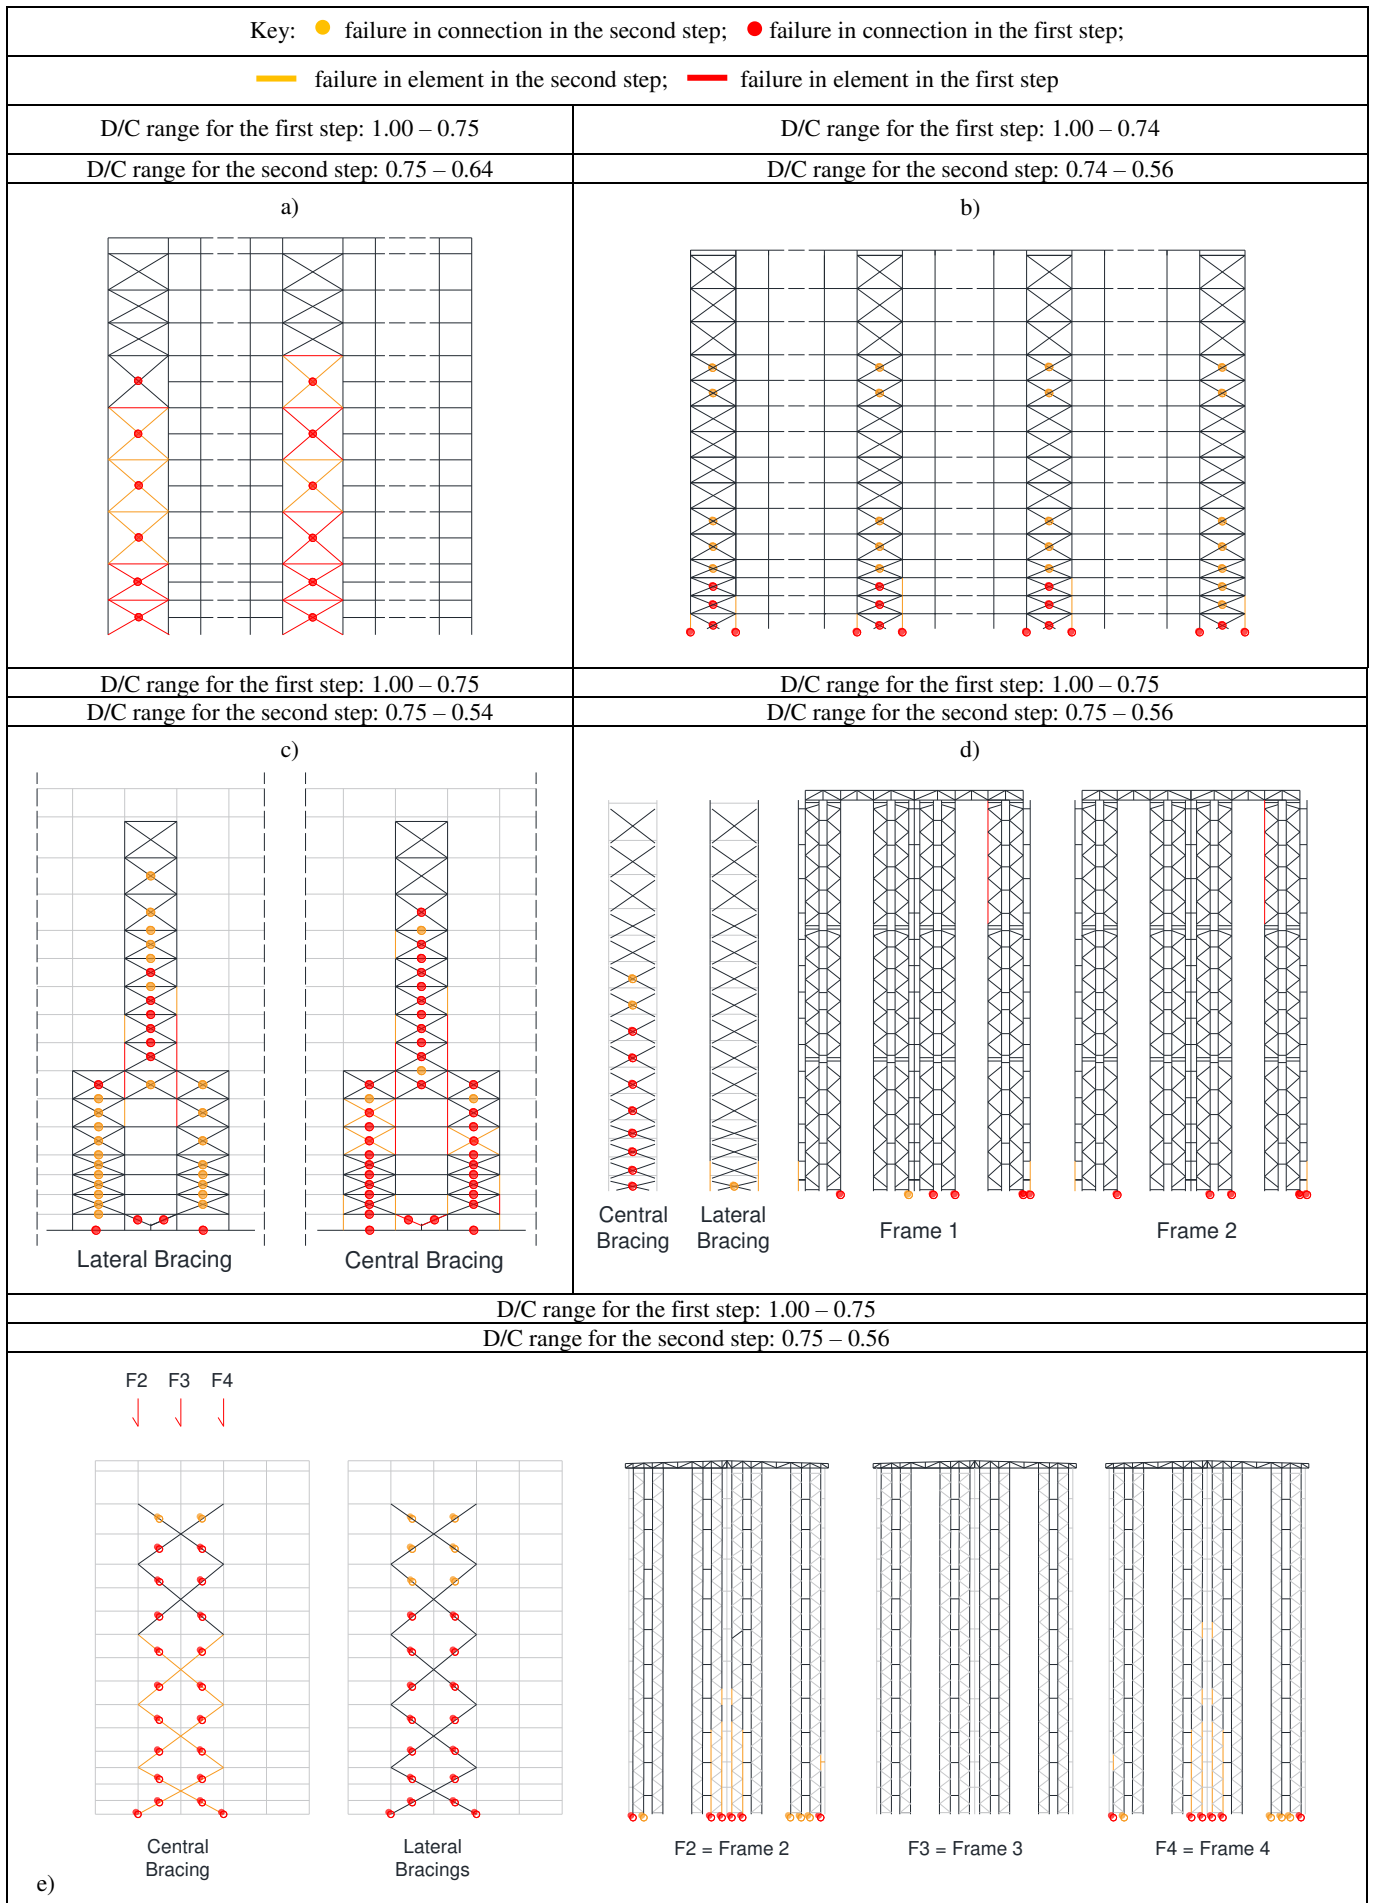 Key: failure in connection in the second step; failure in connection in the first step;
failure in element in the second step; failure in element in the first step
D/C range for the first step: 1.00 – 0.75
D/C range for the first step: 1.00 – 0.74
D/C range for the second step: 0.75 – 0.64
D/C range for the second step: 0.74 – 0.56
a)
b)
D/C range for the first step: 1.00 – 0.75
D/C range for the first step: 1.00 – 0.75
D/C range for the second step: 0.75 – 0.54
D/C range for the second step: 0.75 – 0.56
c)
d)
Lateral Bracing
Central Bracing
Central
Bracing
Lateral
Bracing
Frame 1
Frame 2
D/C range for the first step: 1.00 – 0.75
D/C range for the second step: 0.75 – 0.56
F2 F3 F4
Central
Bracing
Lateral
Bracings
F2 = Frame 2
F3 = Frame 3
F4 = Frame 4
e)